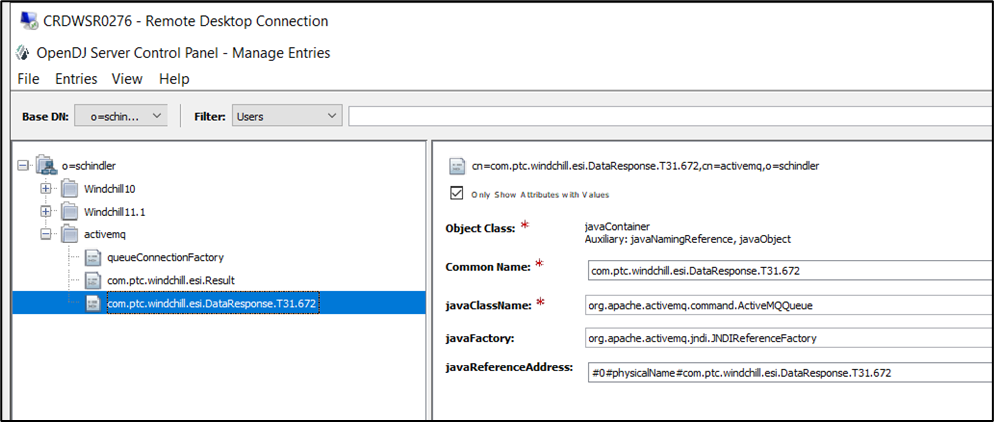 CRDWSR0276 - Remote Desktop Connection
OpenDJ Server Control Panel - Manage Entries
File Entries View Help
Base DN: o=schin... Filter: Users
o=schindler
Windchill10
Windchill11.1
activemq
queueConnectionFactory
com.ptc.windchill.esi.Result
com.ptc.windchill.esi.DataResponse.T31.672
cn=com.ptc.windchill.esi.DataResponse.T31.672,cn=activemq,o=schindler
Only Show Attributes with Values
Object Class: * javaContainer
Auxiliary: javaNamingReference, javaObject
Common Name: * com.ptc.windchill.esi.DataResponse.T31.672
javaClassName: * org.apache.activemq.command.ActiveMQQueue
javaFactory: org.apache.activemq.jndi.JNDIReferenceFactory
javaReferenceAddress: #0#physicalName#com.ptc.windchill.esi.DataResponse.T31.672